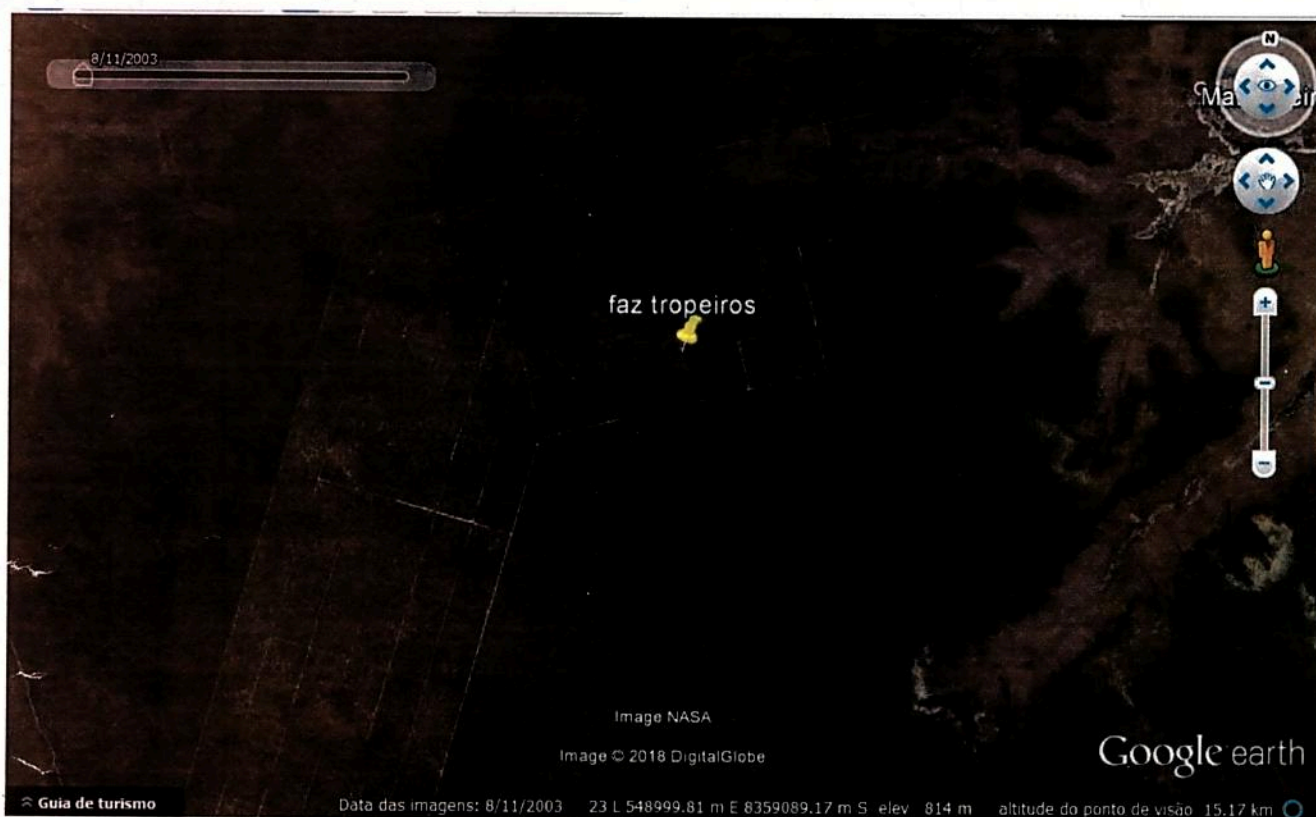 8/11/2003
N
faz tropeiros
Image NASA
Image © 2018 DigitalGlobe
Google earth
Guia de turismo
Data das imagens: 8/11/2003 23 L 548999.81 m E 8359089.17 m S elev 814 m altitude do ponto de visão 15.17 km